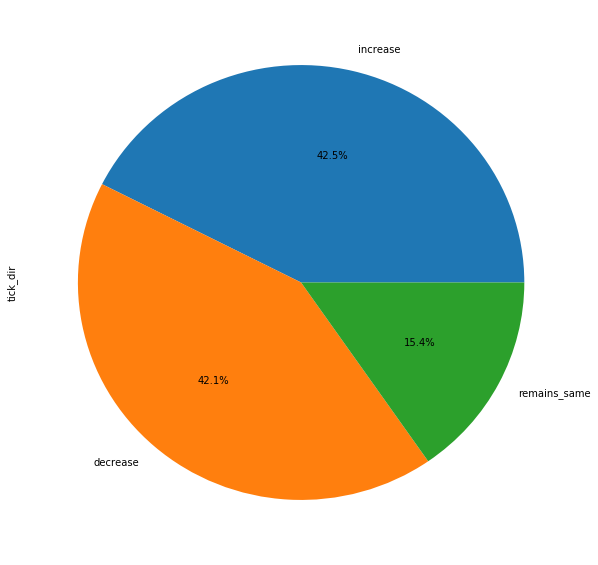 increase
42.5%
tick_dir
15.4%
42.1%
remains_same
decrease